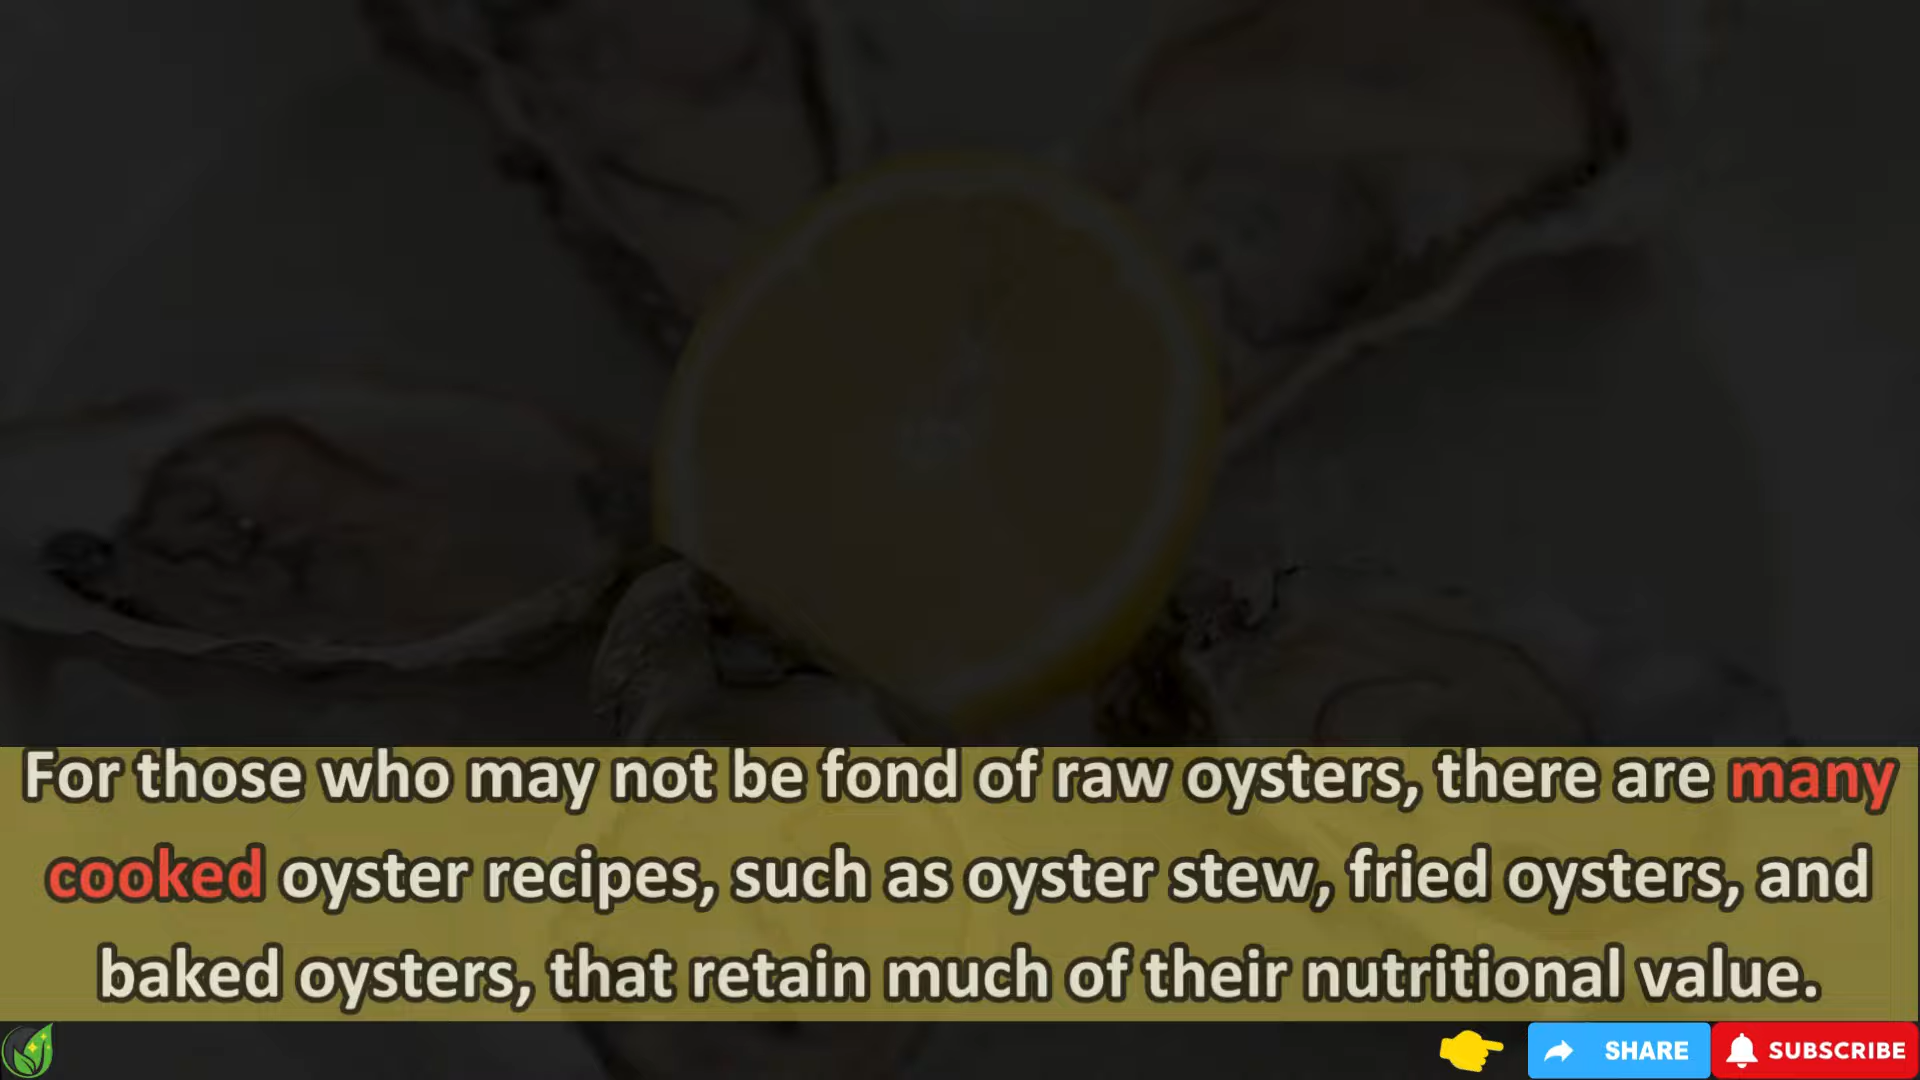 For those who may not be fond of raw oysters, there are many
cooked oyster recipes, such as oyster stew, fried oysters, and
baked oysters, that retain much of their nutritional value.
SHARE SUBSCRIBE